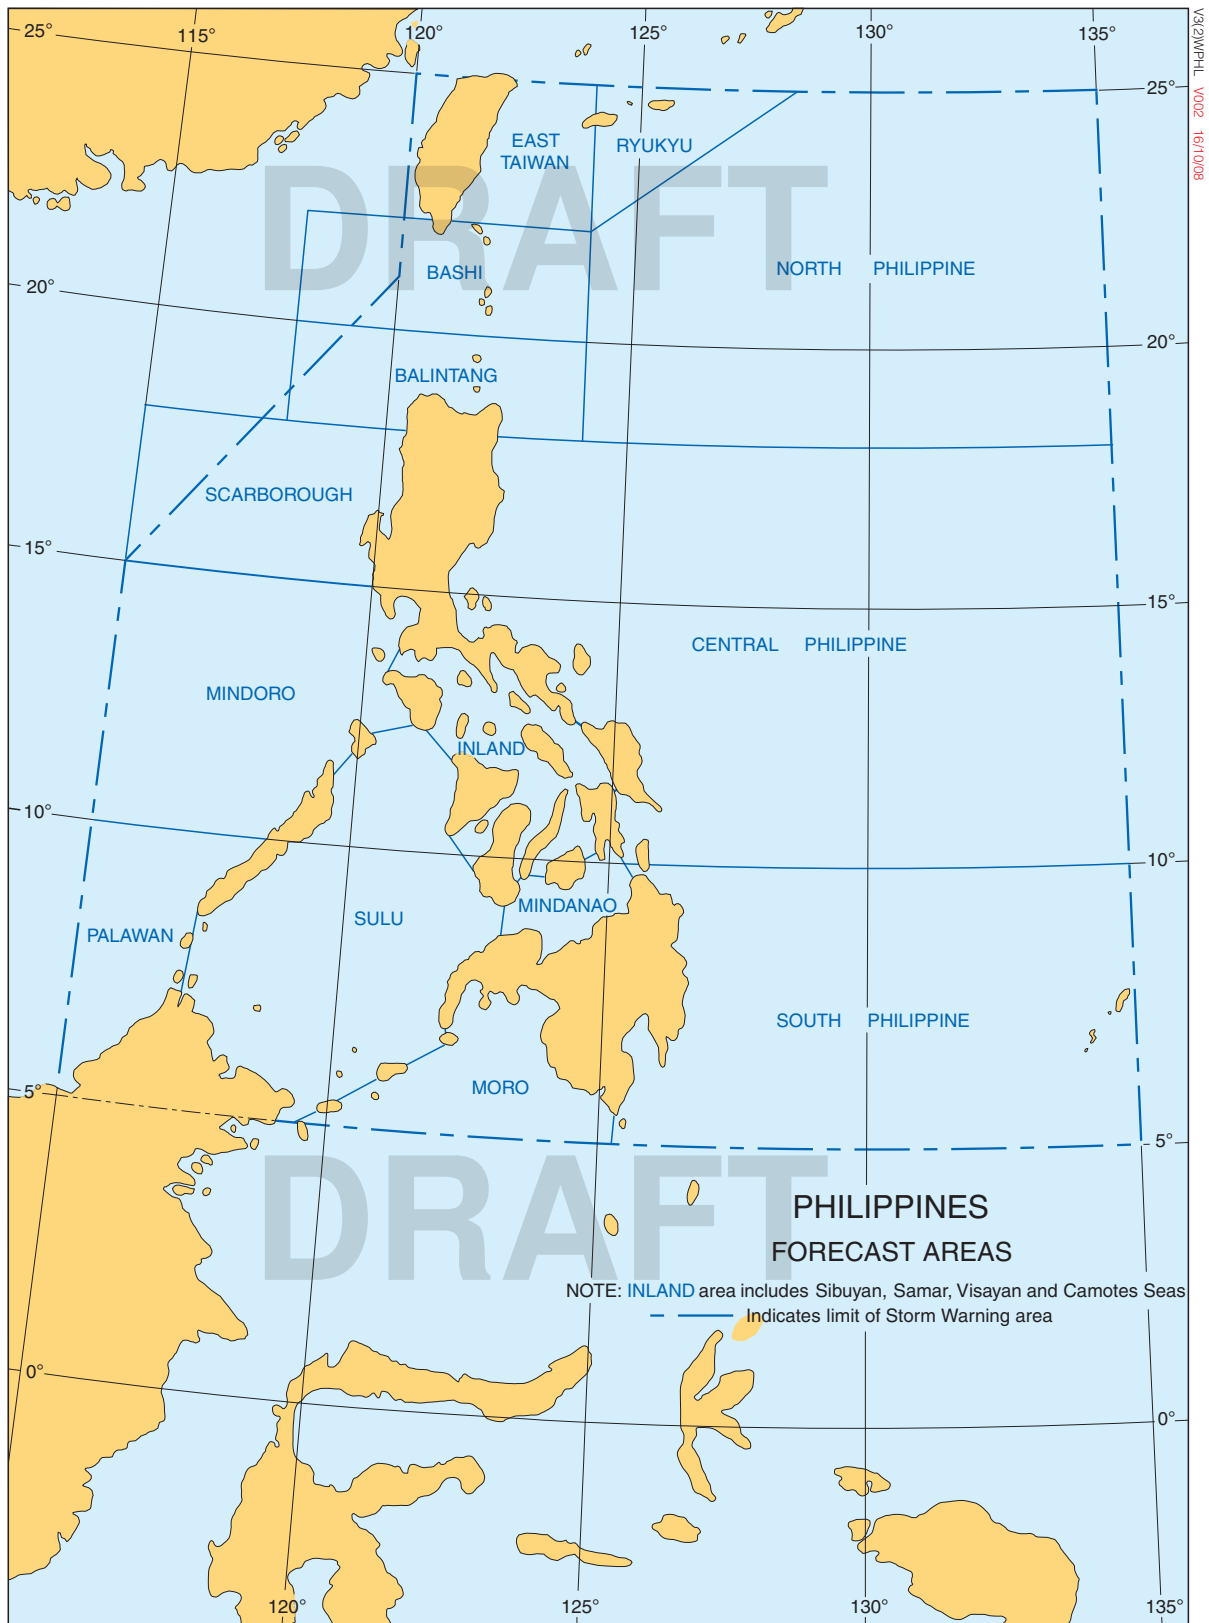 V3(2)WPHL V002 16/10/08
25° 115° 120° 125° 130° 135°
25°
EAST
TAIWAN
RYUKYU
DRAFT
BASHI
NORTH PHILIPPINE
20°
20°
BALINTANG
SCARBOROUGH
15°
15°
CENTRAL PHILIPPINE
MINDORO
INLAND
10°
10°
MINDANAO
SULU
PALAWAN
SOUTH PHILIPPINE
MORO
5°
5°
DRAFT
PHILIPPINES
FORECAST AREAS
NOTE: INLAND area includes Sibuyan, Samar, Visayan and Camotes Seas
Indicates limit of Storm Warning area
0°
0°
120° 125° 130° 135°